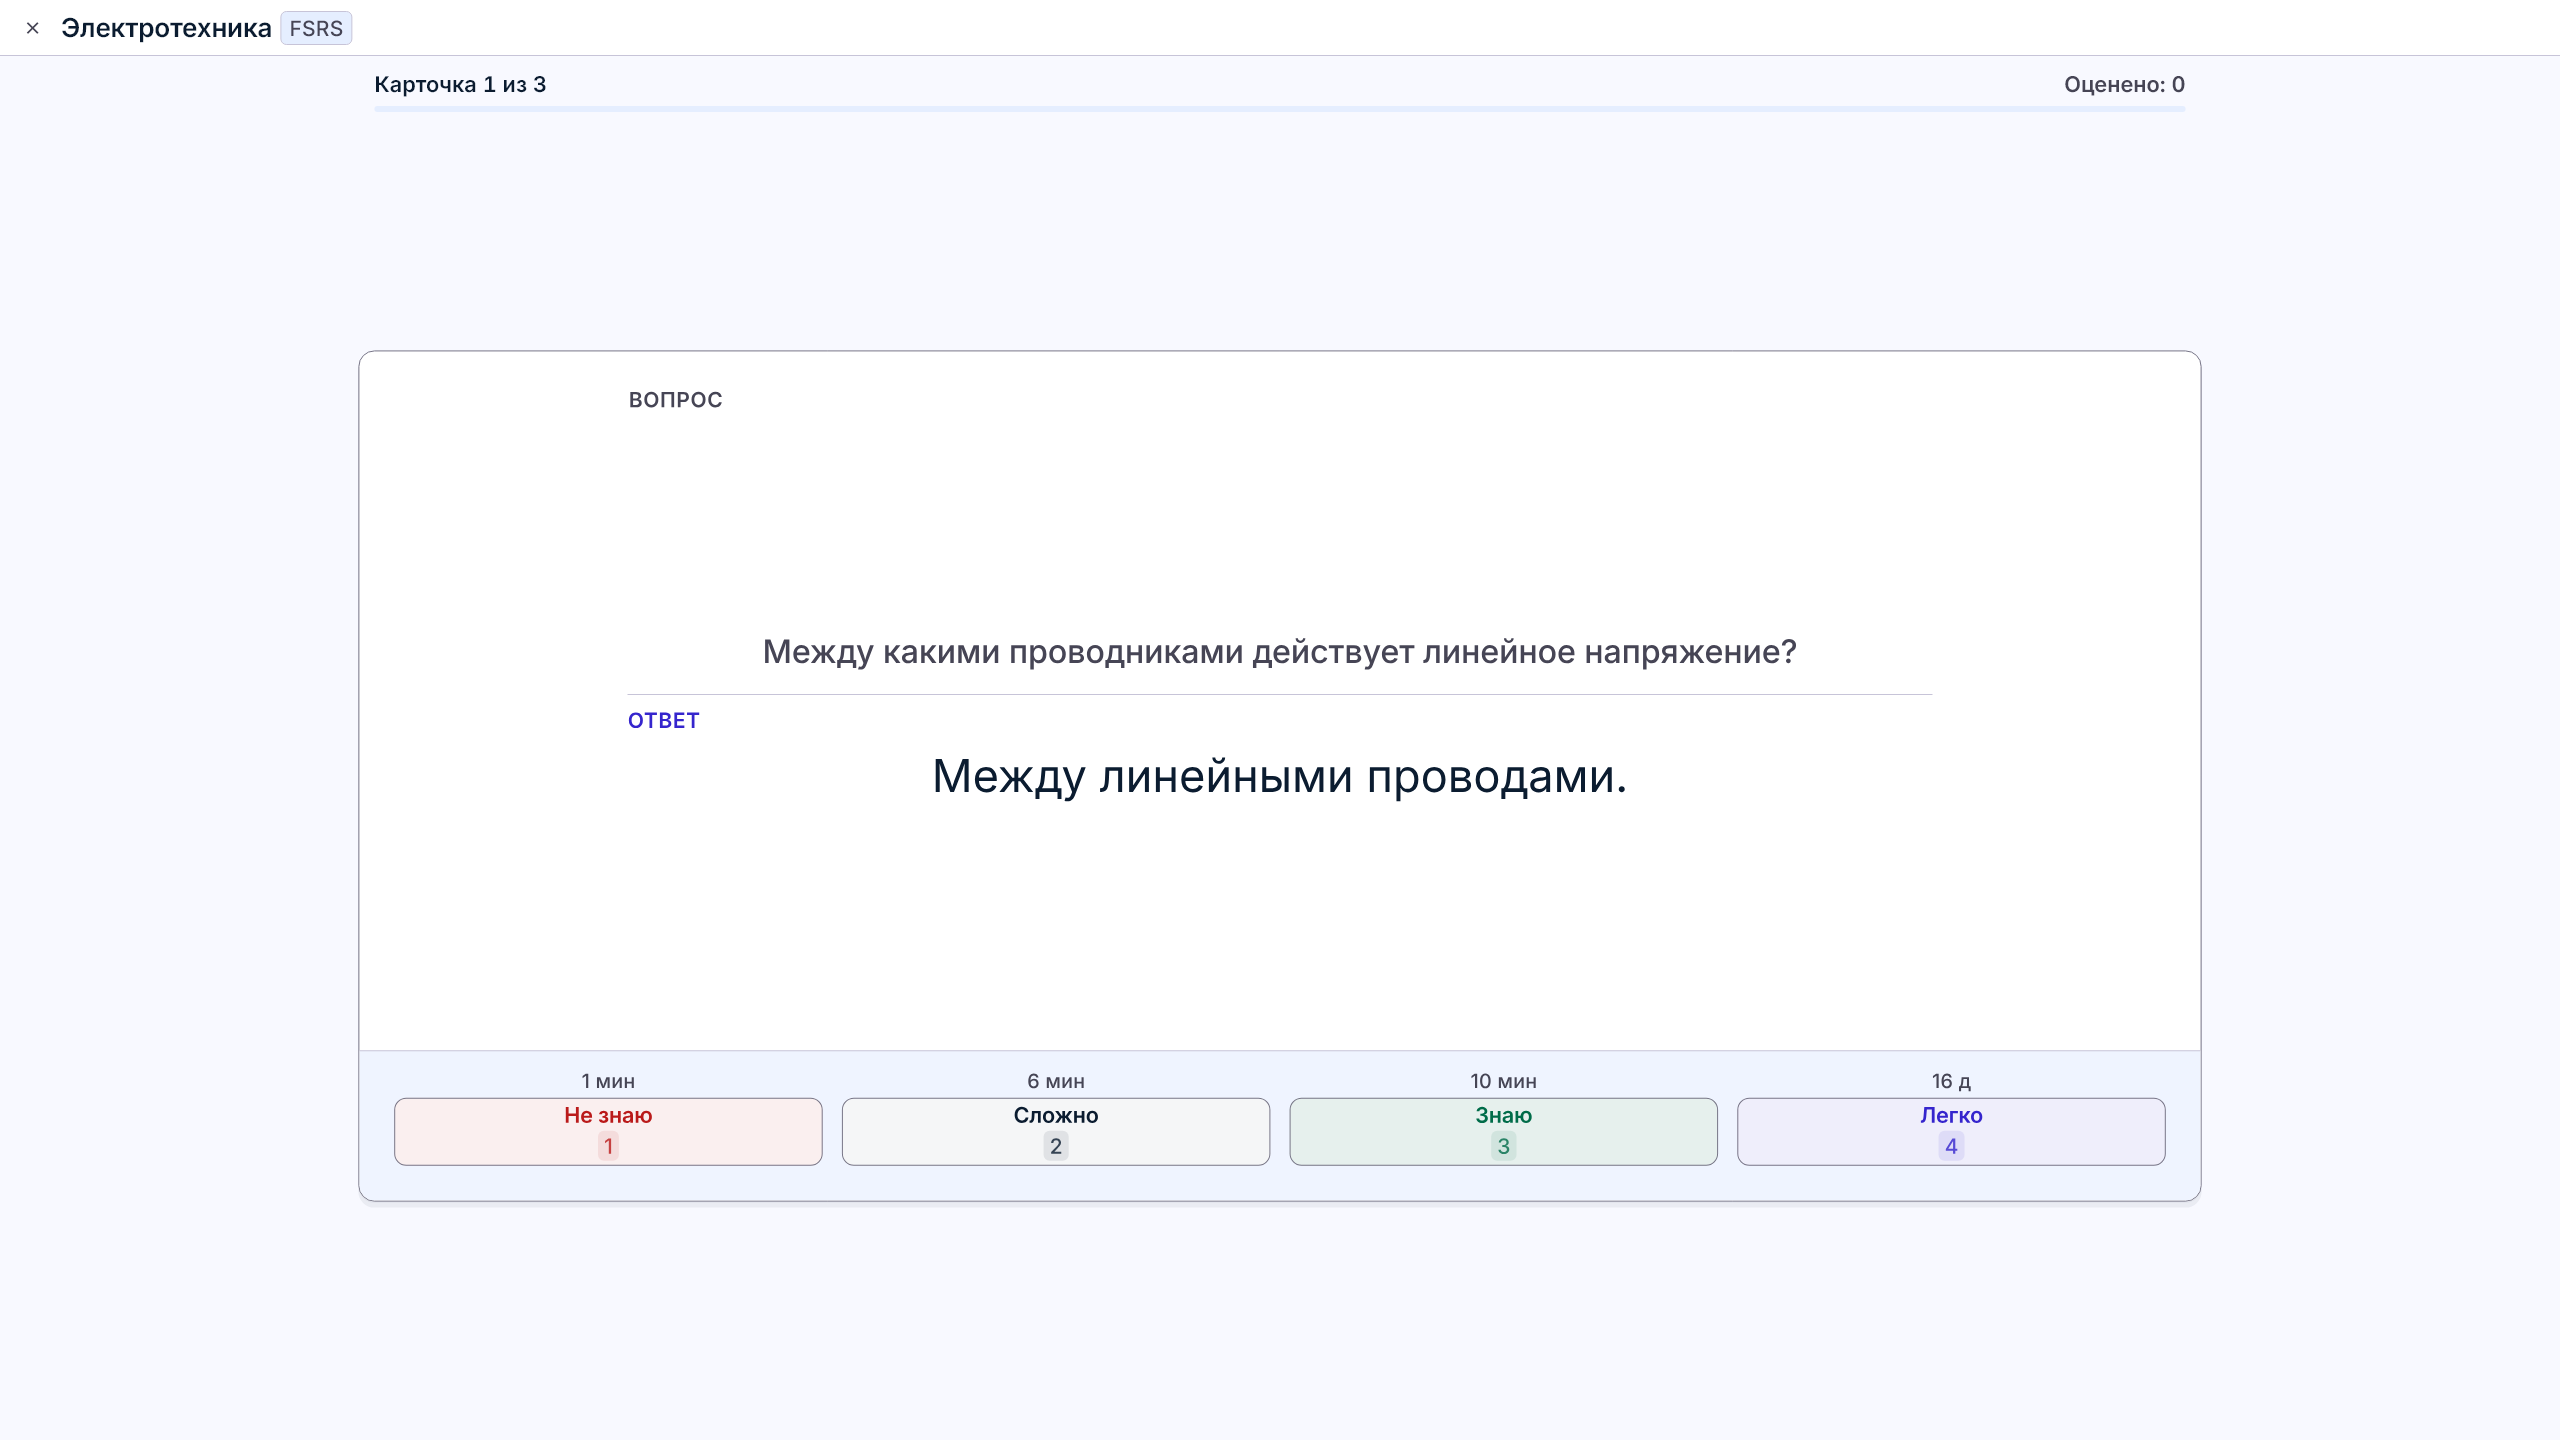 Электротехника FSRS
Карточка 1 из 3
Оценено: 0
ВОПРОС
Между какими проводниками действует линейное напряжение?
ОТВЕТ
Между линейными проводами.
1 мин
Не знаю
1
6 мин
Сложно
2
10 мин
Знаю
3
16 д
Легко
4